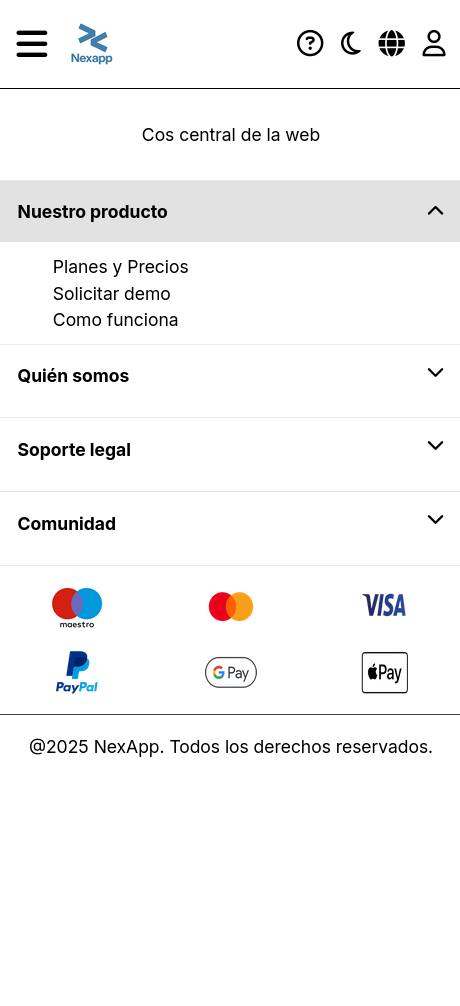 Nexapp
Cos central de la web
Nuestro producto
Planes y Precios
Solicitar demo
Como funciona
Quién somos
Soporte legal
Comunidad
maestro
VISA
PayPal
G Pay
Pay
@2025 NexApp. Todos los derechos reservados.